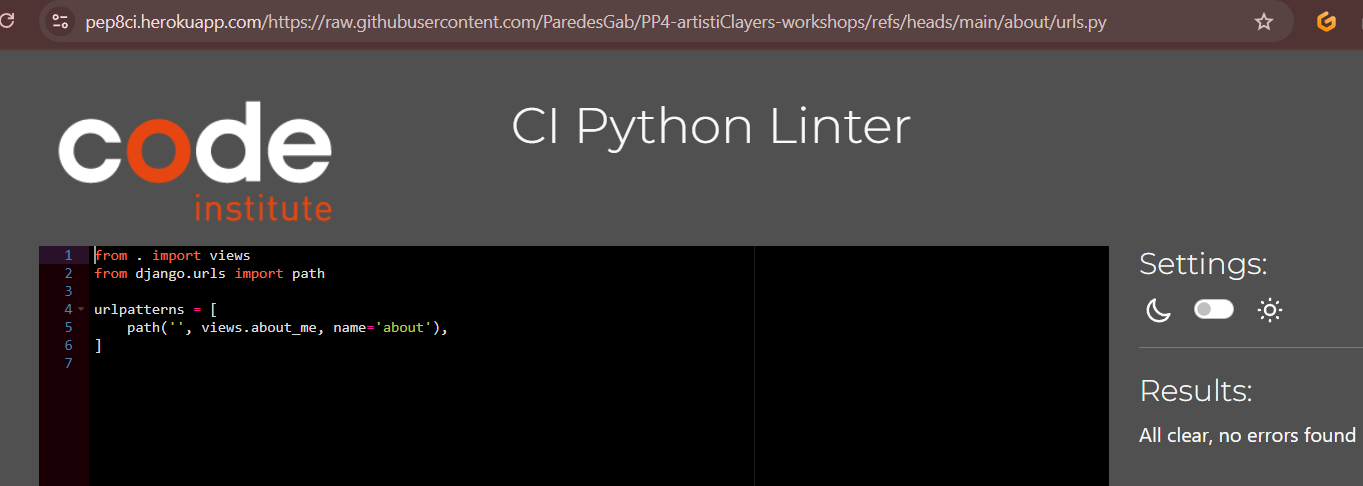 pep8ci.herokuapp.com/https://raw.githubusercontent.com/ParedesGab/PP4-artistiClayers-workshops/refs/heads/main/about/urls.py
code
institute
CI Python Linter
1 from . import views
2 from django.urls import path
3
4 urlpatterns = [
5     path('', views.about_me, name='about'),
6 ]
7
Settings:
Results:
All clear, no errors found